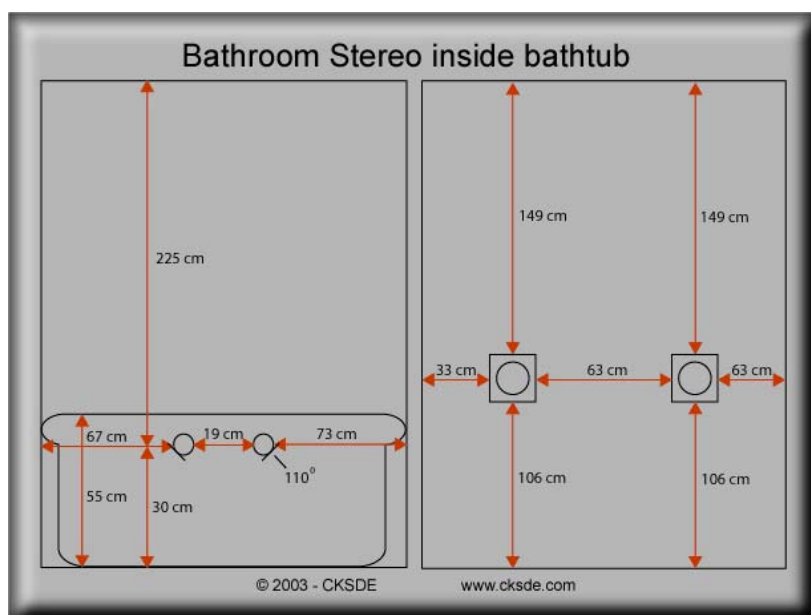 Bathroom Stereo inside bathtub
225 cm
67 cm
19 cm
73 cm
110°
55 cm
30 cm
149 cm
149 cm
33 cm
63 cm
63 cm
106 cm
106 cm
© 2003 - CKSDE
www.cksde.com